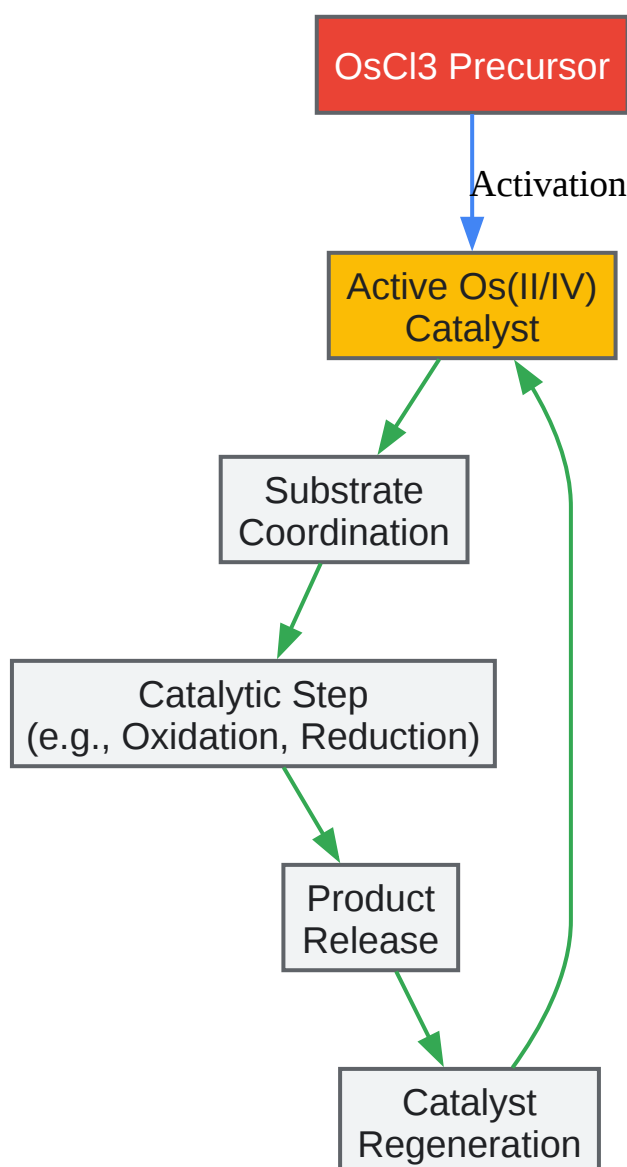 OsCl3 Precursor
Activation
Active Os(II/IV)
Catalyst
Substrate
Coordination
Catalytic Step
(e.g., Oxidation, Reduction)
Product
Release
Catalyst
Regeneration